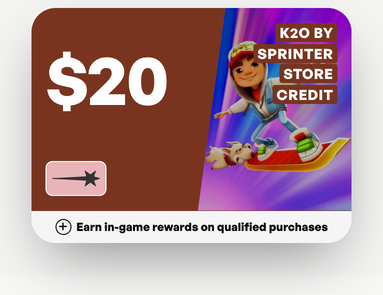 $20
K2O BY
SPRINTER
STORE
CREDIT
Earn in-game rewards on qualified purchases